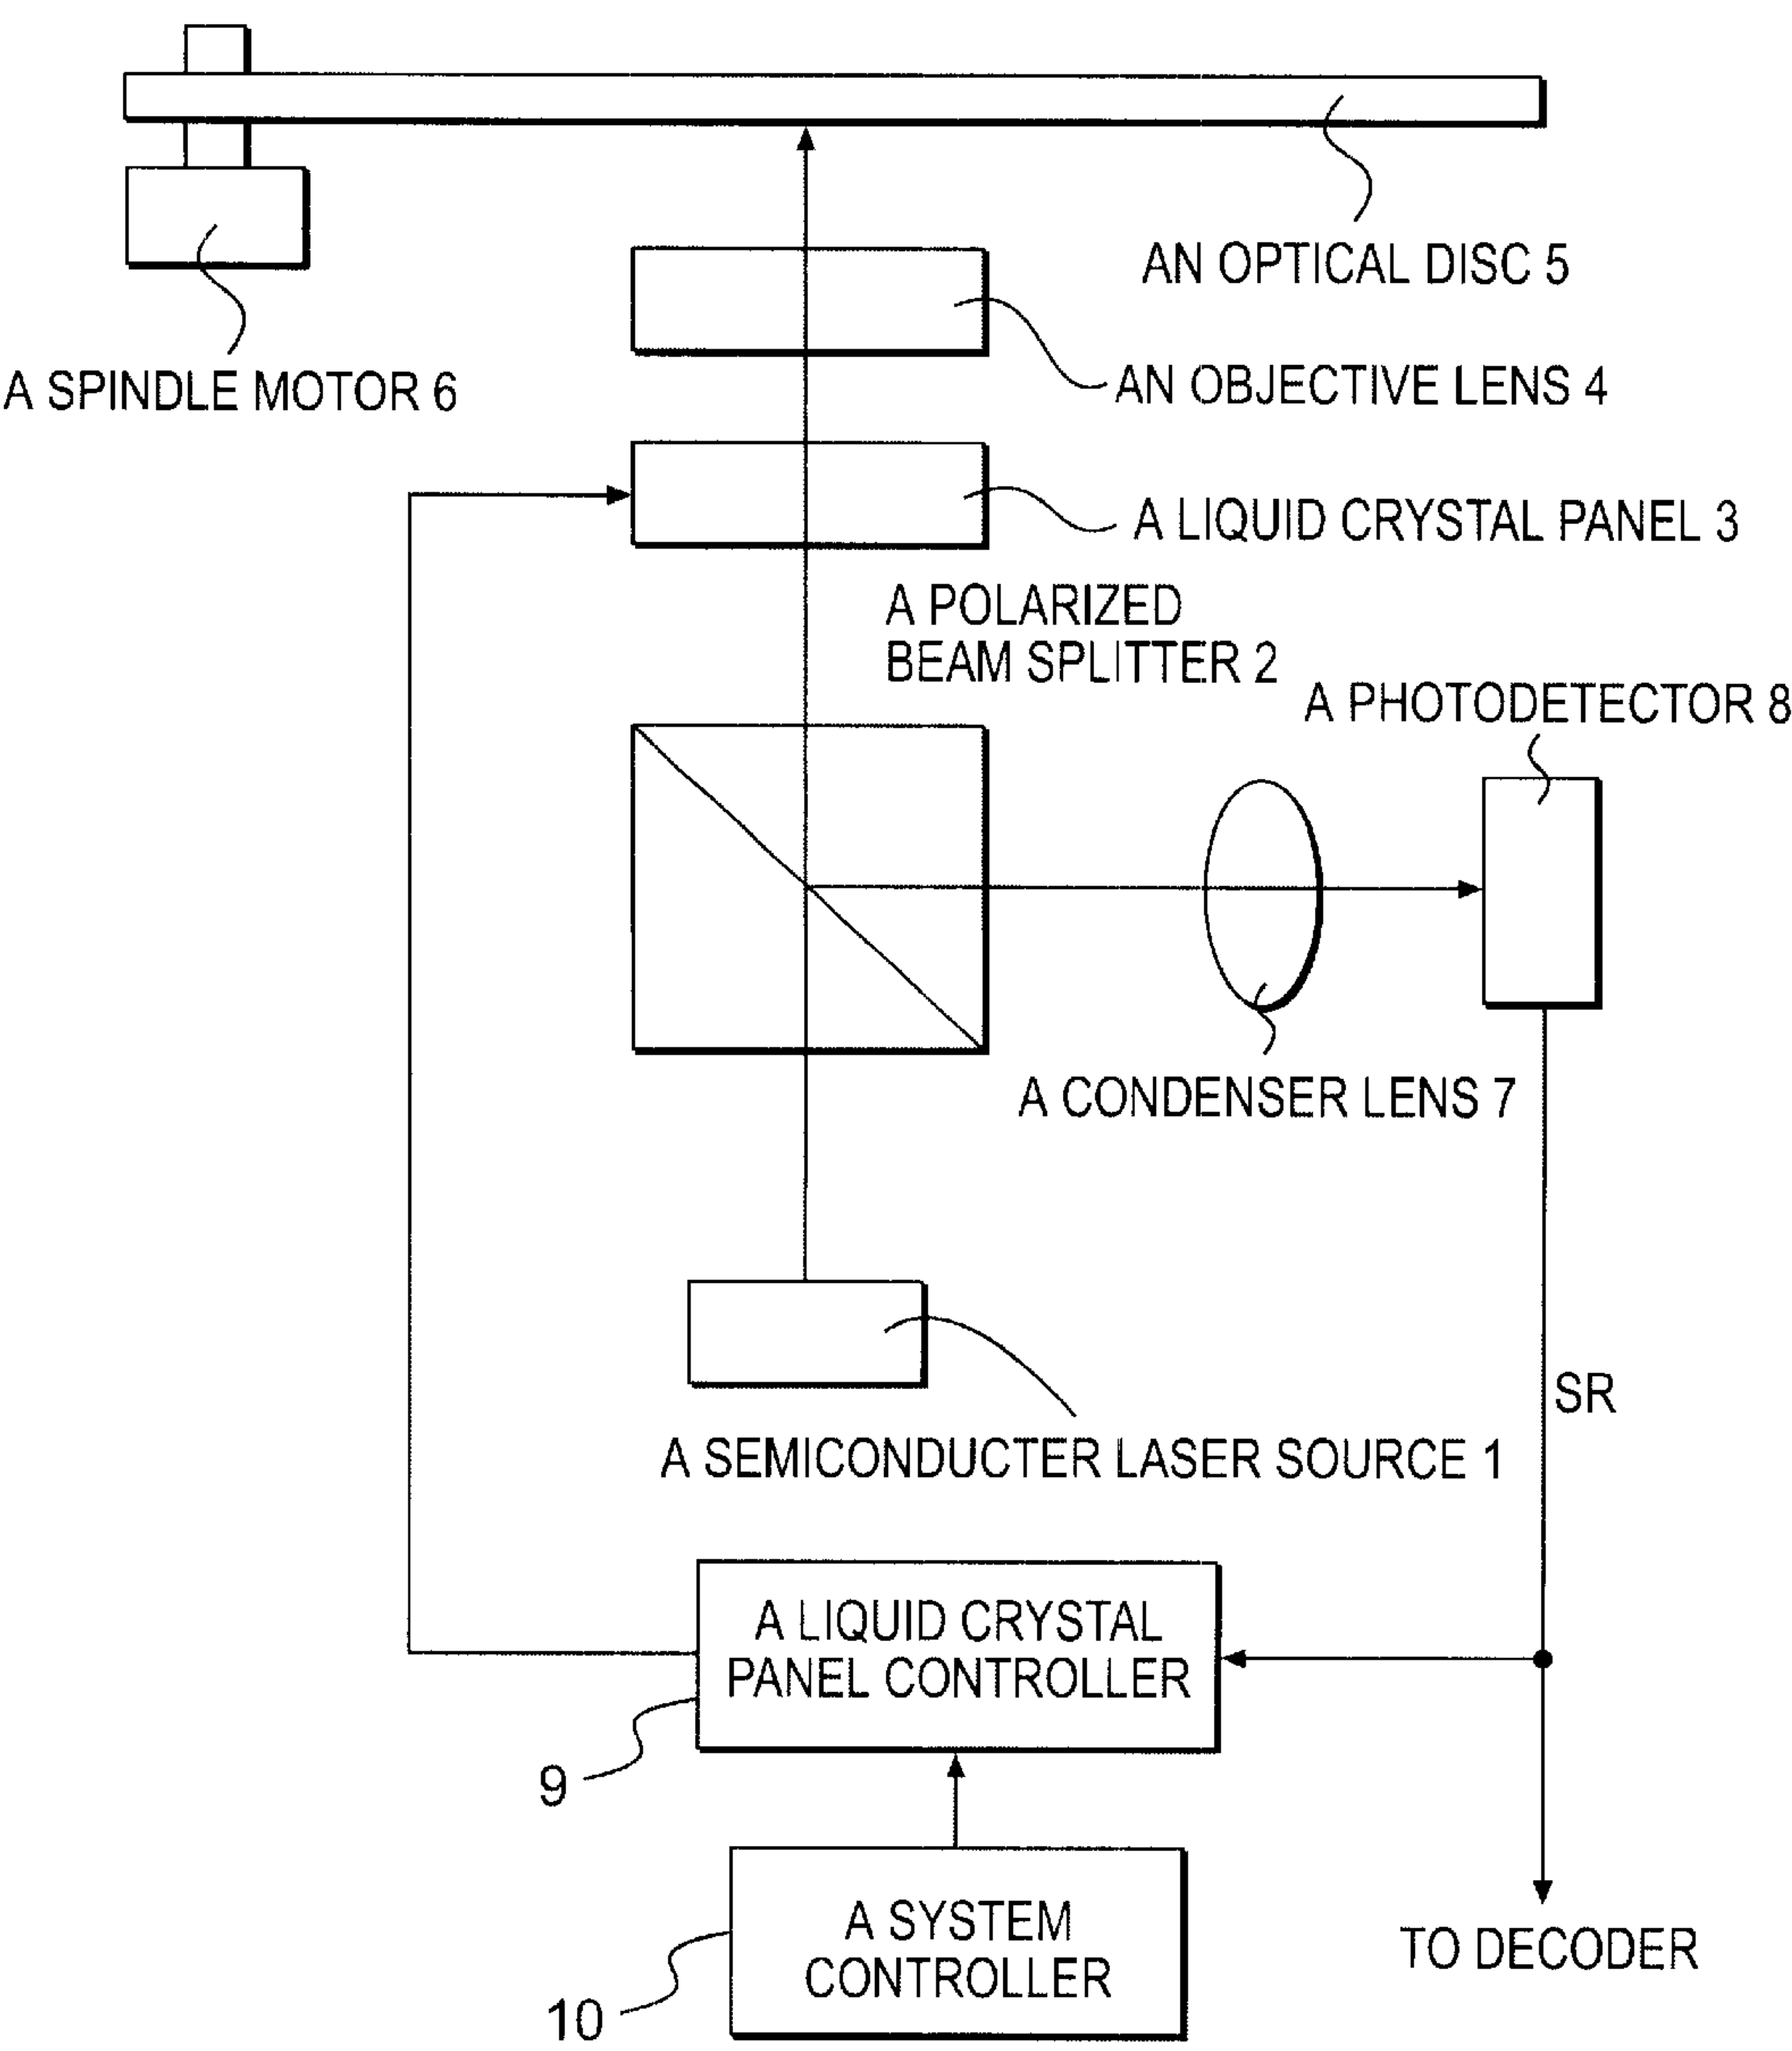 AN OPTICAL DISC 5
A SPINDLE MOTOR 6
AN OBJECTIVE LENS 4
A LIQUID CRYSTAL PANEL 3
A POLARIZED
BEAM SPLITTER 2
A PHOTODETECTOR 8
A CONDENSER LENS 7
SR
A SEMICONDUCTER LASER SOURCE 1
A LIQUID CRYSTAL
PANEL CONTROLLER
9
A SYSTEM
CONTROLLER
10
TO DECODER